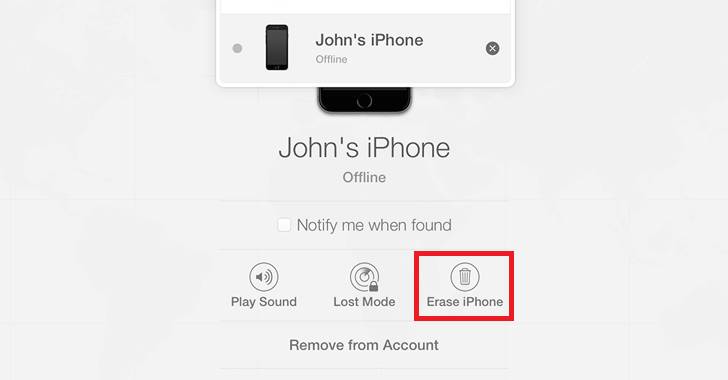 John's iPhone
Offline
John's iPhone
Offline
Notify me when found
Play Sound
Lost Mode
Erase iPhone
Remove from Account